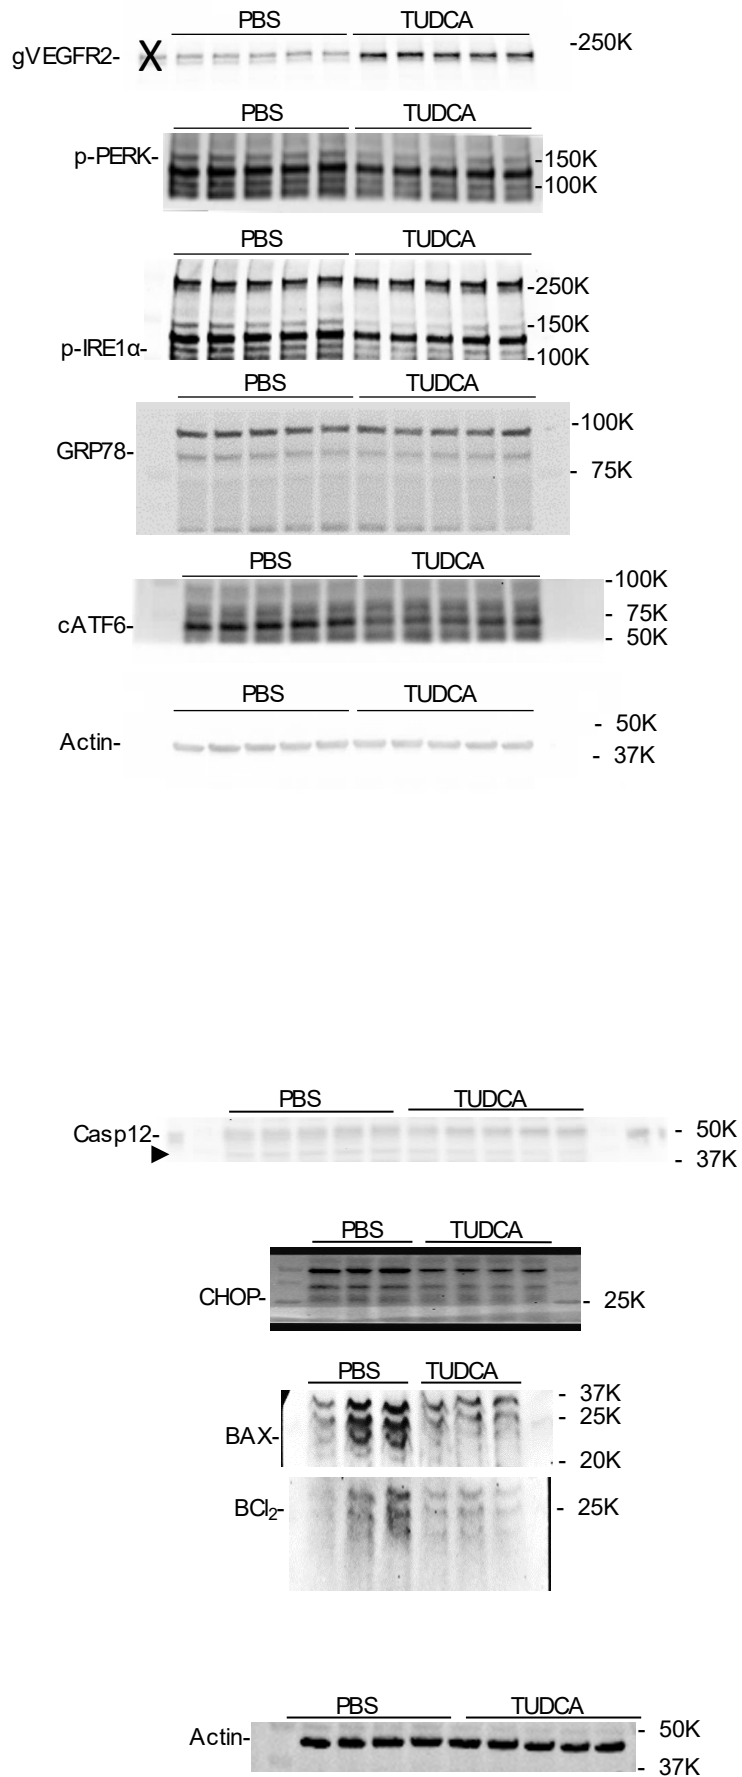 PBS TUDCA
gVEGFR2- X -250K
PBS TUDCA
p-PERK- -150K
-100K
PBS TUDCA
-250K
-150K
p-IRE1α- -100K
PBS TUDCA
-100K
GRP78-
- 75K
PBS TUDCA
-100K
- 75K
cATF6-
- 50K
PBS TUDCA
- 50K
Actin-
- 37K
PBS TUDCA
Casp12- - 50K
- 37K
PBS TUDCA
CHOP- - 25K
PBS TUDCA
- 37K
- 25K
BAX-
- 20K
BCl₂- - 25K
PBS TUDCA
Actin- - 50K
- 37K